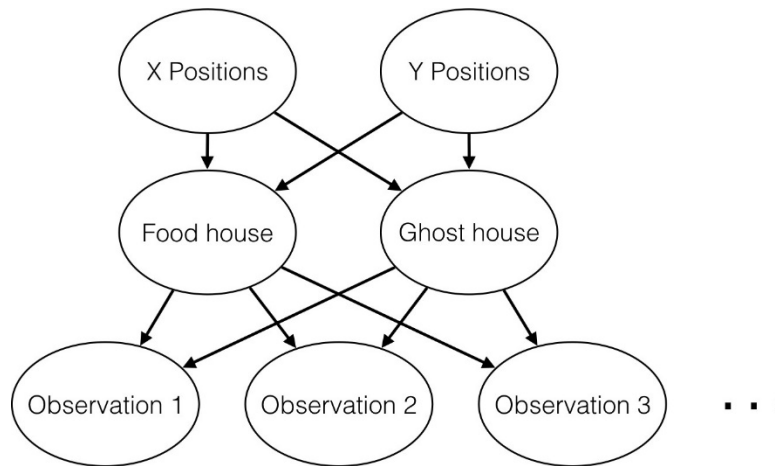 X Positions
Y Positions
Food house
Ghost house
Observation 1
Observation 2
Observation 3
. .